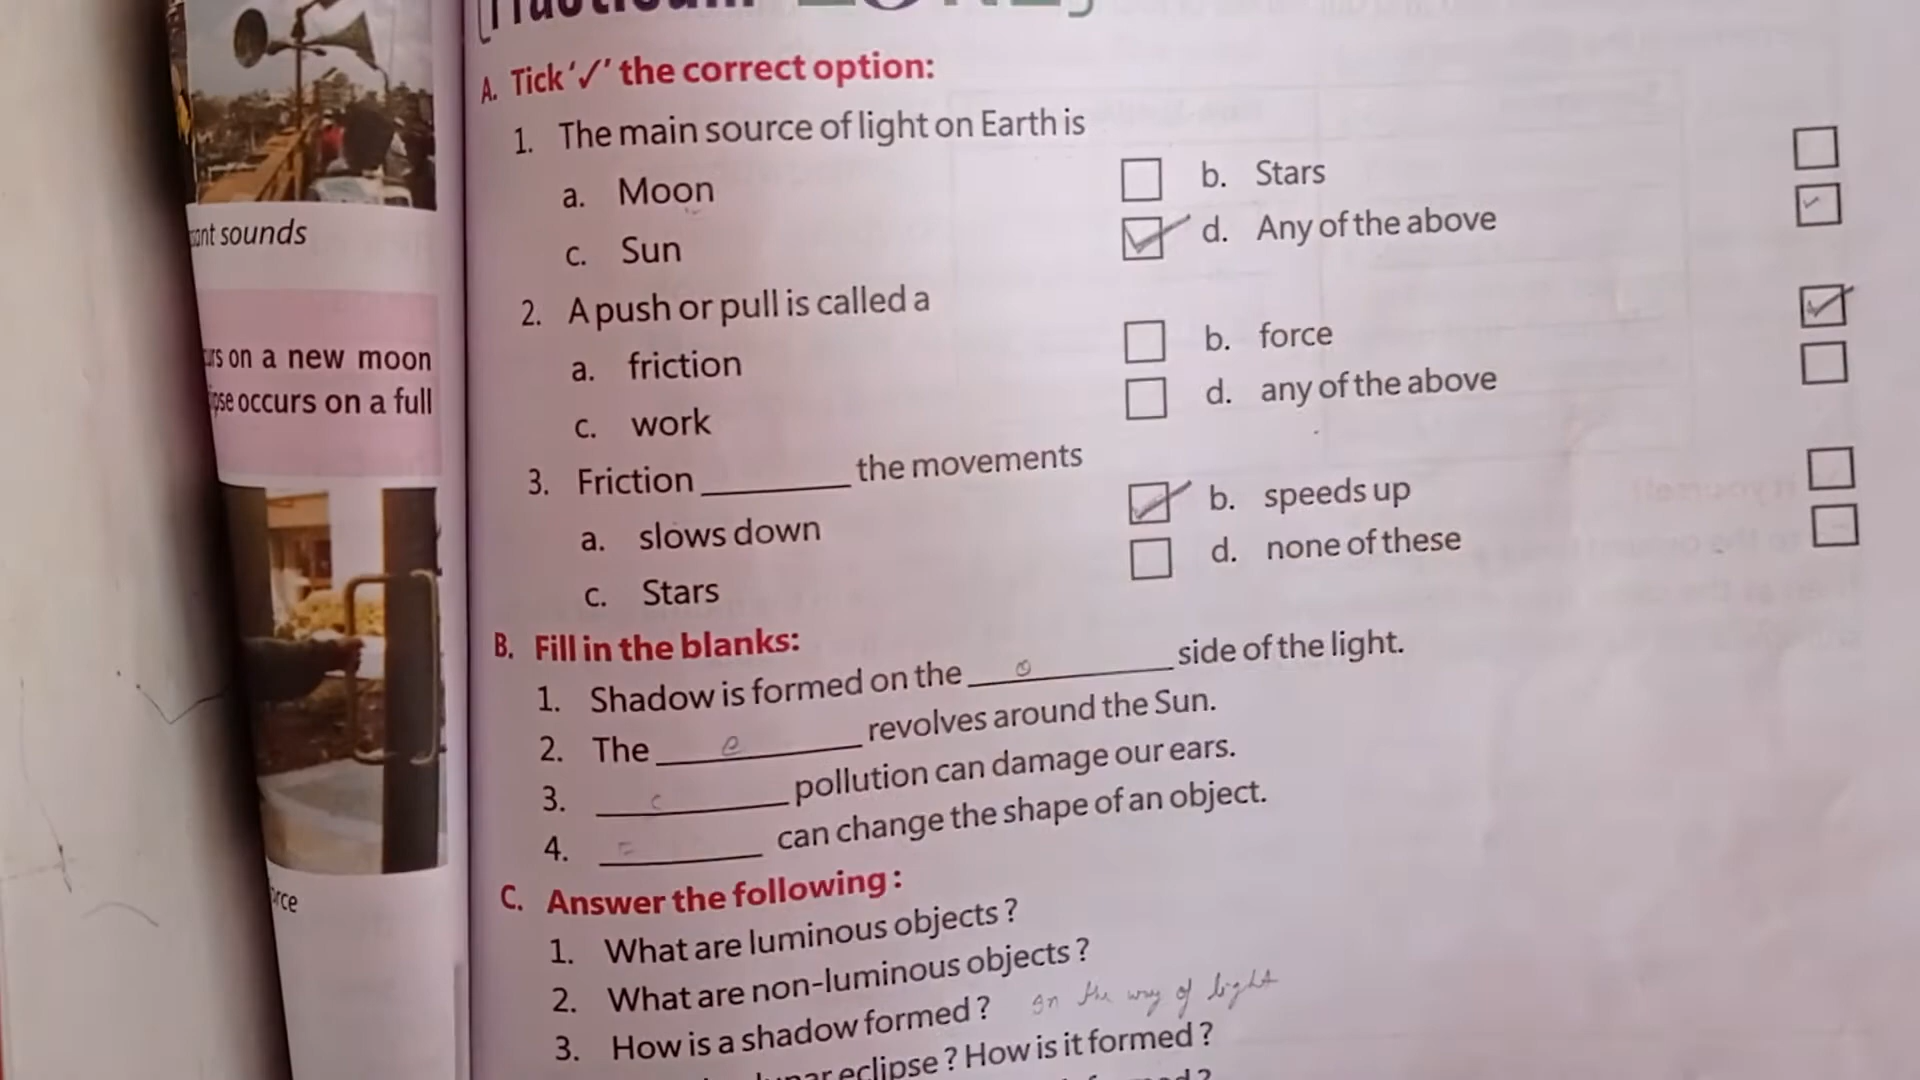 A. Tick '✓' the correct option:
1. The main source of light on Earth is
a. Moon b. Stars
c. Sun d. Any of the above
2. A push or pull is called a
a. friction b. force
c. work d. any of the above
3. Friction ________ the movements
a. slows down b. speeds up
c. Stars d. none of these
B. Fill in the blanks:
1. Shadow is formed on the ____o____ side of the light.
2. The ____e____ revolves around the Sun.
3. ________ pollution can damage our ears.
4. ________ can change the shape of an object.
C. Answer the following:
1. What are luminous objects?
2. What are non-luminous objects?
3. How is a shadow formed? on the way of light
eclipse? How is it formed?
sounds
on a new moon
occurs on a full